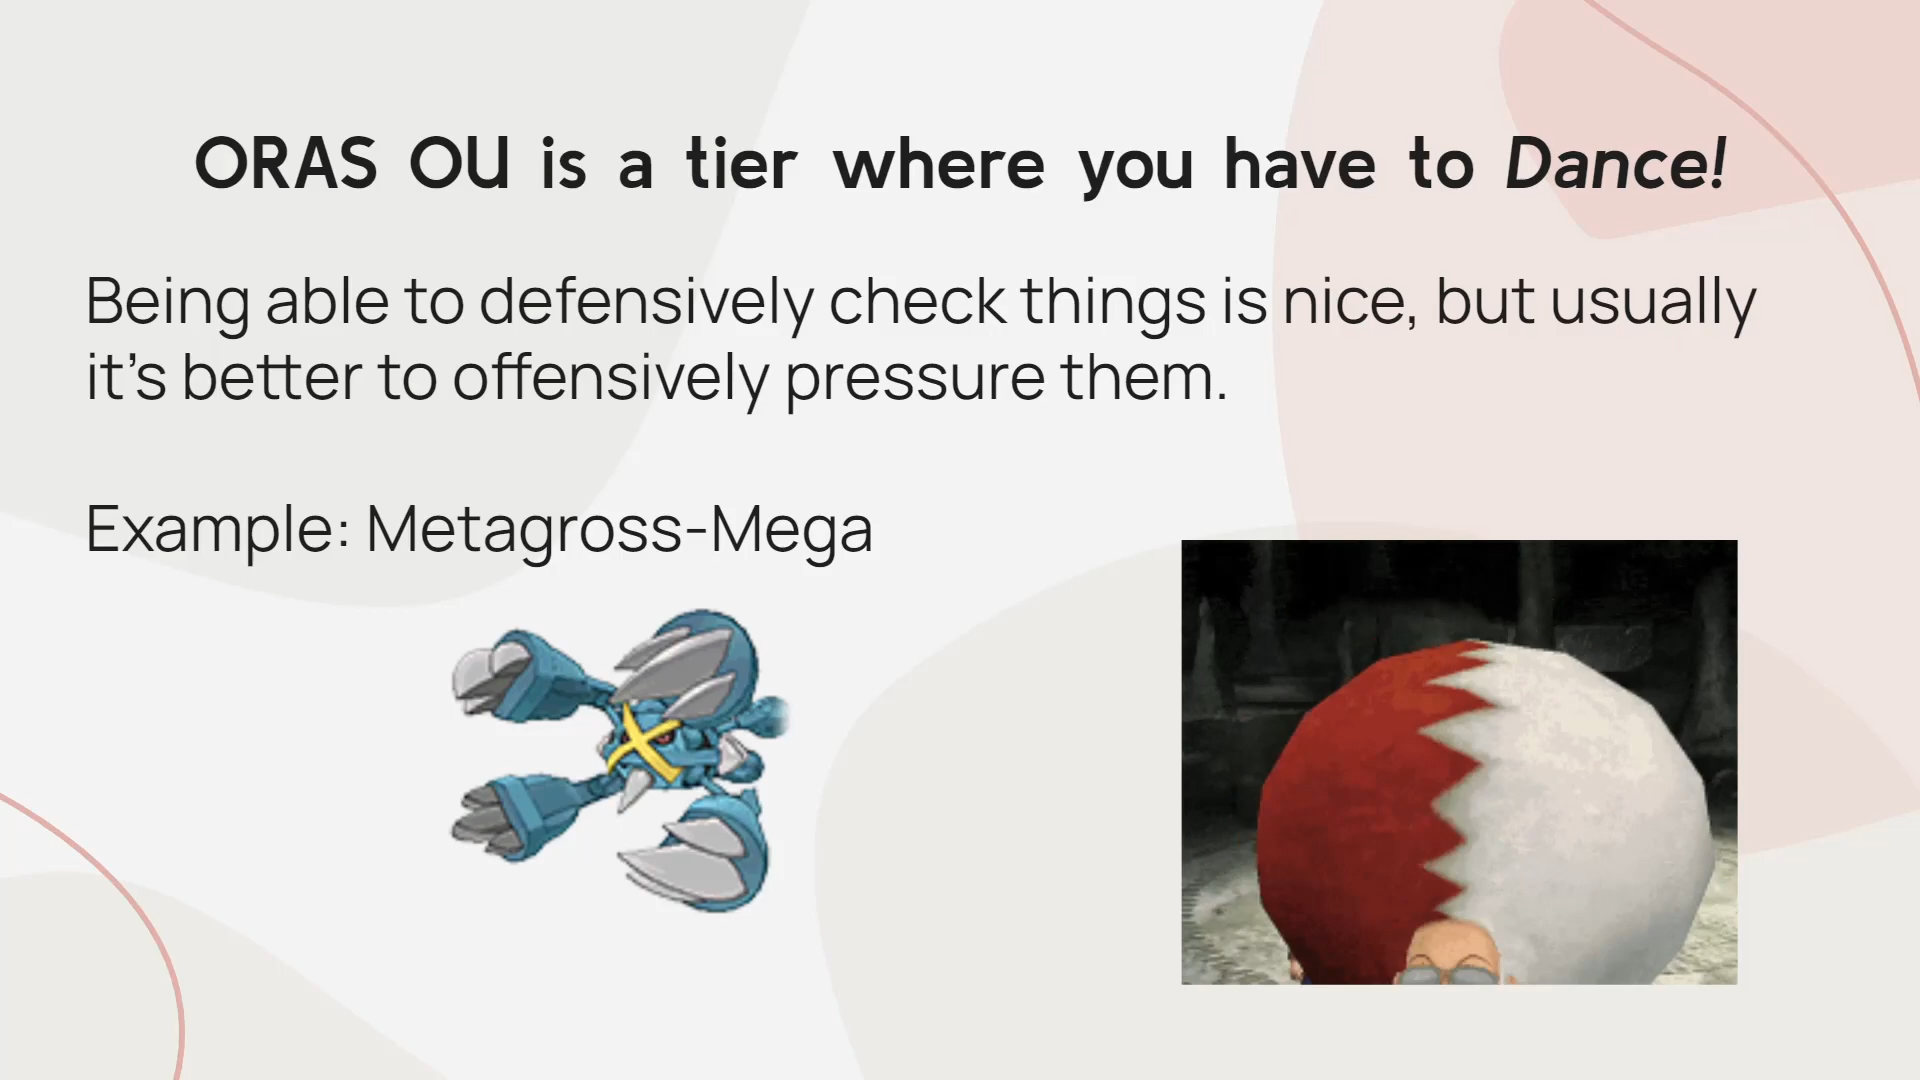 ORAS OU is a tier where you have to Dance!
Being able to defensively check things is nice, but usually
it’s better to offensively pressure them.
Example: Metagross-Mega